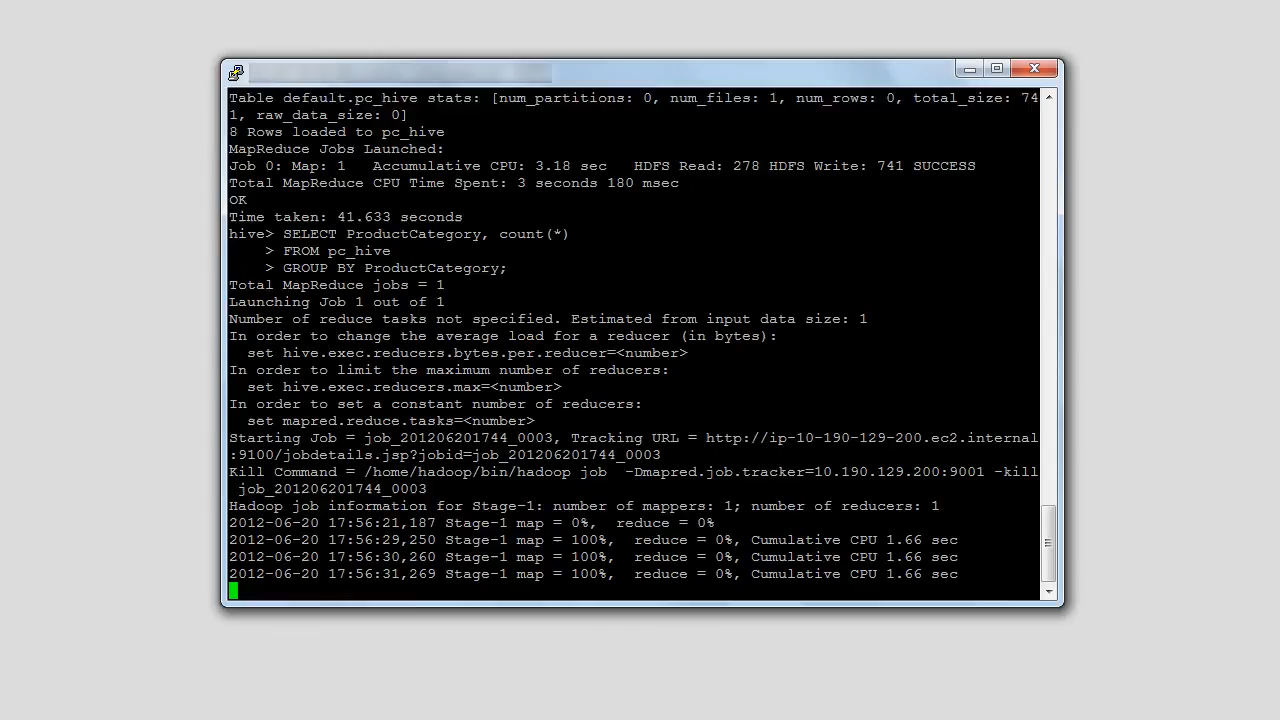 Table default.pc_hive stats: [num_partitions: 0, num_files: 1, num_rows: 0, total_size: 74
1, raw_data_size: 0]
8 Rows loaded to pc_hive
MapReduce Jobs Launched:
Job 0: Map: 1   Accumulative CPU: 3.18 sec   HDFS Read: 278 HDFS Write: 741 SUCCESS
Total MapReduce CPU Time Spent: 3 seconds 180 msec
OK
Time taken: 41.633 seconds
hive> SELECT ProductCategory, count(*)
    > FROM pc_hive
    > GROUP BY ProductCategory;
Total MapReduce jobs = 1
Launching Job 1 out of 1
Number of reduce tasks not specified. Estimated from input data size: 1
In order to change the average load for a reducer (in bytes):
  set hive.exec.reducers.bytes.per.reducer=<number>
In order to limit the maximum number of reducers:
  set hive.exec.reducers.max=<number>
In order to set a constant number of reducers:
  set mapred.reduce.tasks=<number>
Starting Job = job_201206201744_0003, Tracking URL = http://ip-10-190-129-200.ec2.internal
:9100/jobdetails.jsp?jobid=job_201206201744_0003
Kill Command = /home/hadoop/bin/hadoop job  -Dmapred.job.tracker=10.190.129.200:9001 -kill
 job_201206201744_0003
Hadoop job information for Stage-1: number of mappers: 1; number of reducers: 1
2012-06-20 17:56:21,187 Stage-1 map = 0%,  reduce = 0%
2012-06-20 17:56:29,250 Stage-1 map = 100%,  reduce = 0%, Cumulative CPU 1.66 sec
2012-06-20 17:56:30,260 Stage-1 map = 100%,  reduce = 0%, Cumulative CPU 1.66 sec
2012-06-20 17:56:31,269 Stage-1 map = 100%,  reduce = 0%, Cumulative CPU 1.66 sec